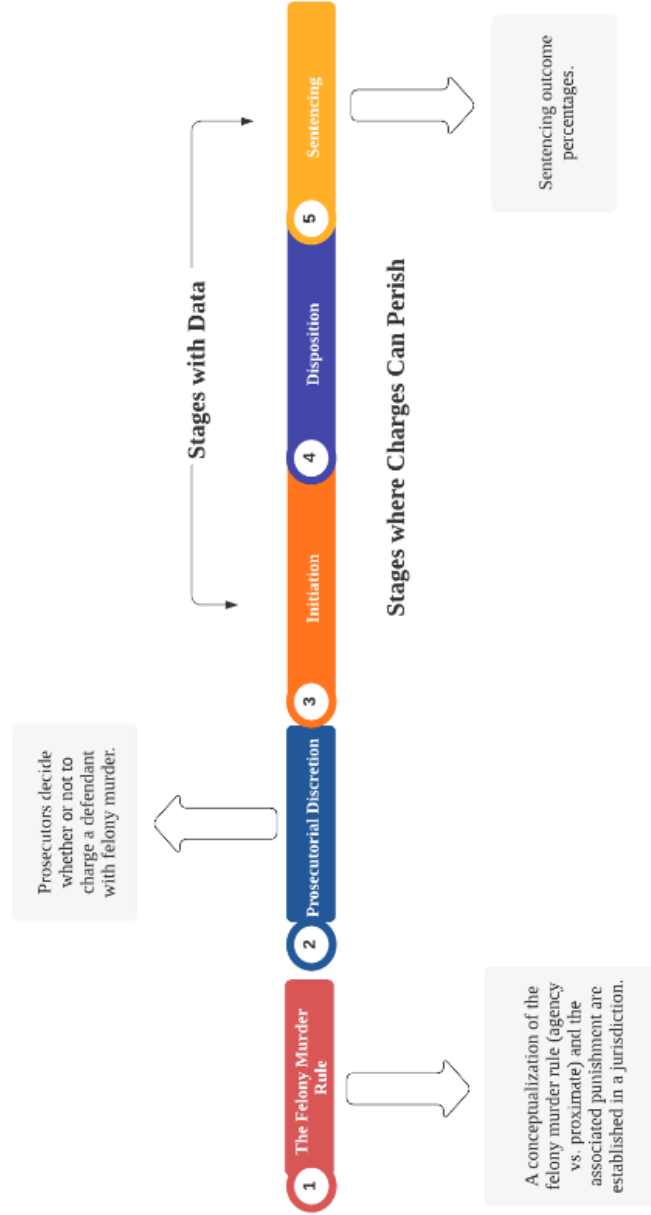 Prosecutors decide
whether or not to
charge a defendant
with felony murder.
Stages with Data
1
The Felony Murder
Rule
2
Prosecutorial Discretion
3
Initiation
4
Disposition
5
Sentencing
Stages where Charges Can Perish
A conceptualization of the
felony murder rule (agency
vs. proximate) and the
associated punishment are
established in a jurisdiction.
Sentencing outcome
percentages.